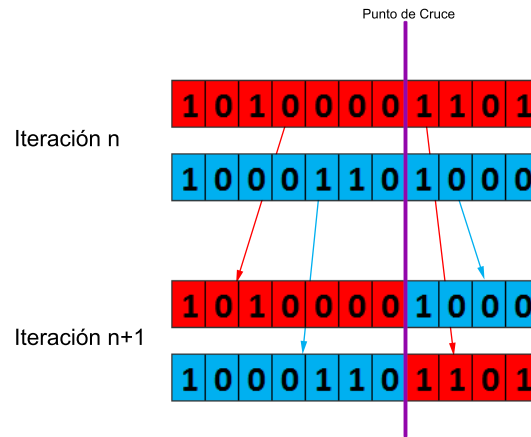 Punto de Cruce
1 0 1 0 0 0 0 1 1 0 1
Iteración n
1 0 0 0 1 1 0 1 0 0 0
1 0 1 0 0 0 0 1 0 0 0
Iteración n+1
1 0 0 0 1 1 0 1 1 0 1